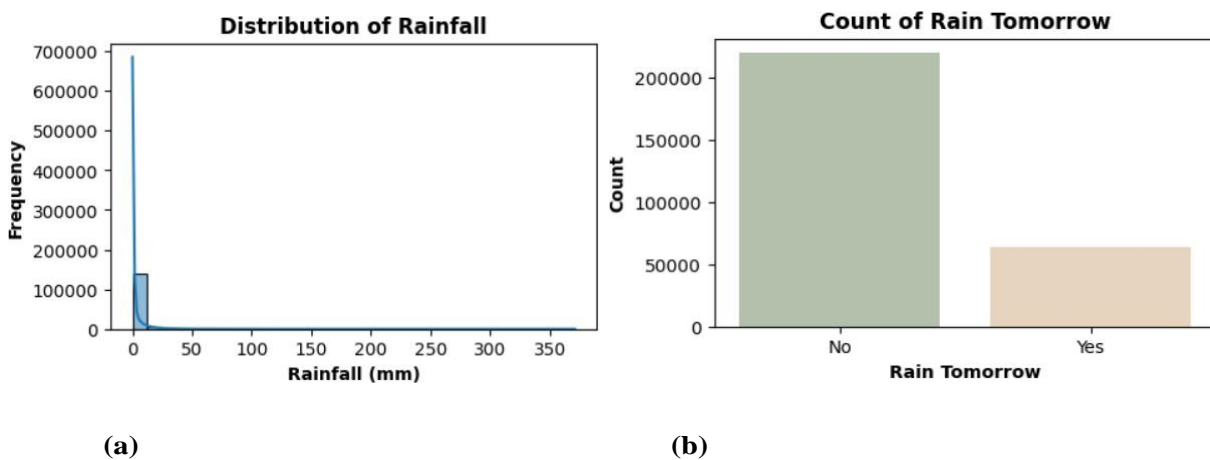 Distribution of Rainfall
700000
600000
500000
400000
300000
200000
100000
0
Frequency
0 50 100 150 200 250 300 350
Rainfall (mm)
Count of Rain Tomorrow
200000
150000
100000
50000
0
Count
No Yes
Rain Tomorrow
(a) (b)